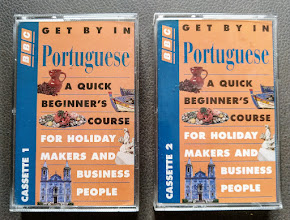 BBC
GET BY IN
Portuguese
A QUICK
BEGINNER'S
COURSE
FOR HOLIDAY
MAKERS AND
BUSINESS
PEOPLE
CASSETTE 1
BBC
GET BY IN
Portuguese
A QUICK
BEGINNER'S
COURSE
FOR HOLIDAY
MAKERS AND
BUSINESS
PEOPLE
CASSETTE 2